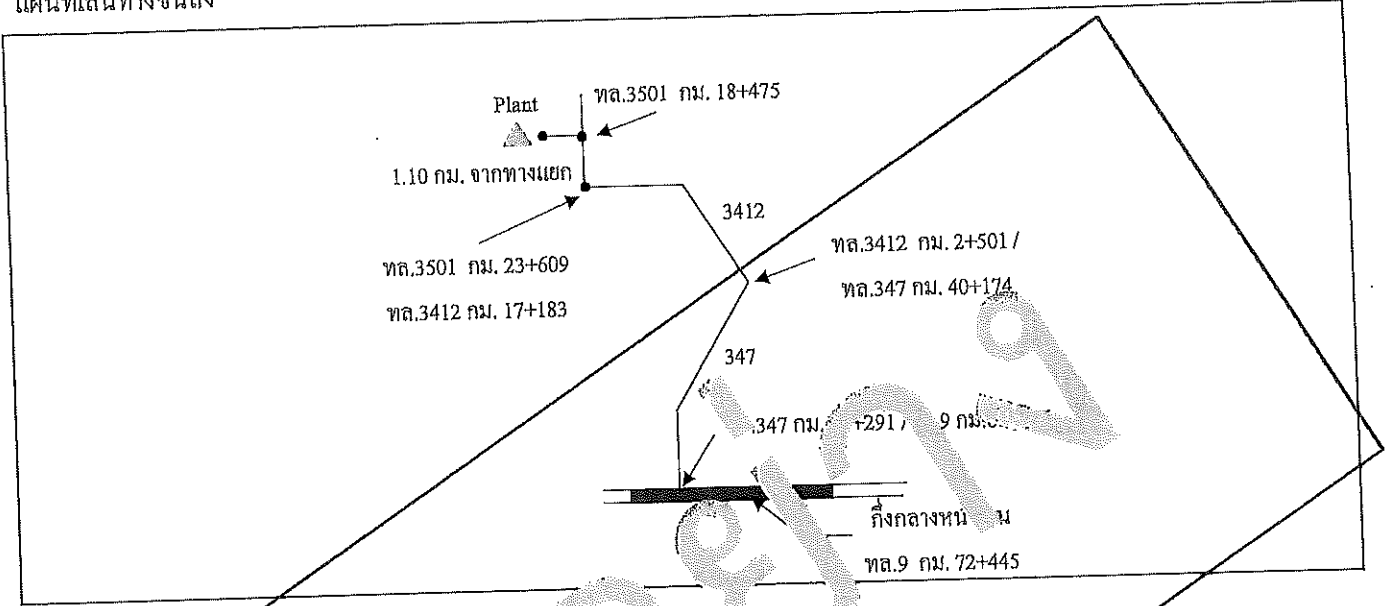 แผนที่เส้นทางขนส่ง
Plant
ทล.3501 กม. 18+475
1.10 กม. จากทางแยก
3412
ทล.3501 กม. 23+609
ทล.3412 กม. 17+183
ทล.3412 กม. 2+501 /
ทล.347 กม. 40+174
347
.347 กม. +291 / 9 กม.
กึ่งกลางหน
ทล.9 กม. 72+445